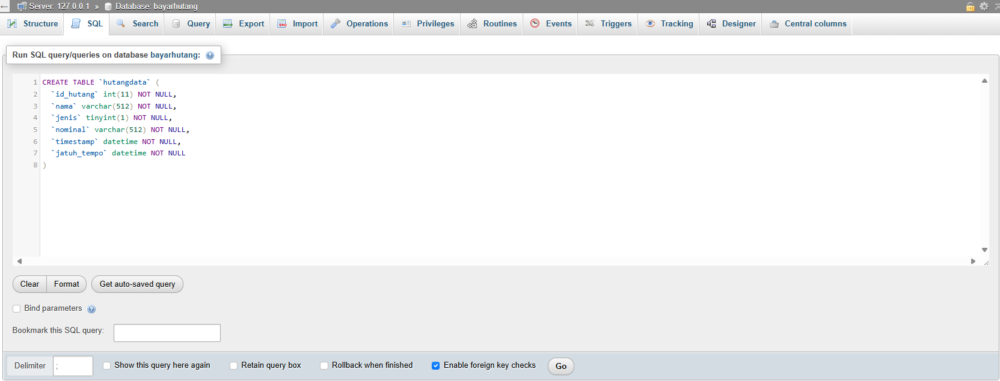 Server: 127.0.0.1 » Database: bayarhutang
Structure SQL Search Query Export Import Operations Privileges Routines Events Triggers Tracking Designer Central columns
Run SQL query/queries on database bayarhutang:
1 CREATE TABLE `hutangdata` (
2 `id_hutang` int(11) NOT NULL,
3 `nama` varchar(512) NOT NULL,
4 `jenis` tinyint(1) NOT NULL,
5 `nominal` varchar(512) NOT NULL,
6 `timestamp` datetime NOT NULL,
7 `jatuh_tempo` datetime NOT NULL
8 )
Clear Format Get auto-saved query
Bind parameters
Bookmark this SQL query:
Delimiter ; Show this query here again Retain query box Rollback when finished Enable foreign key checks Go